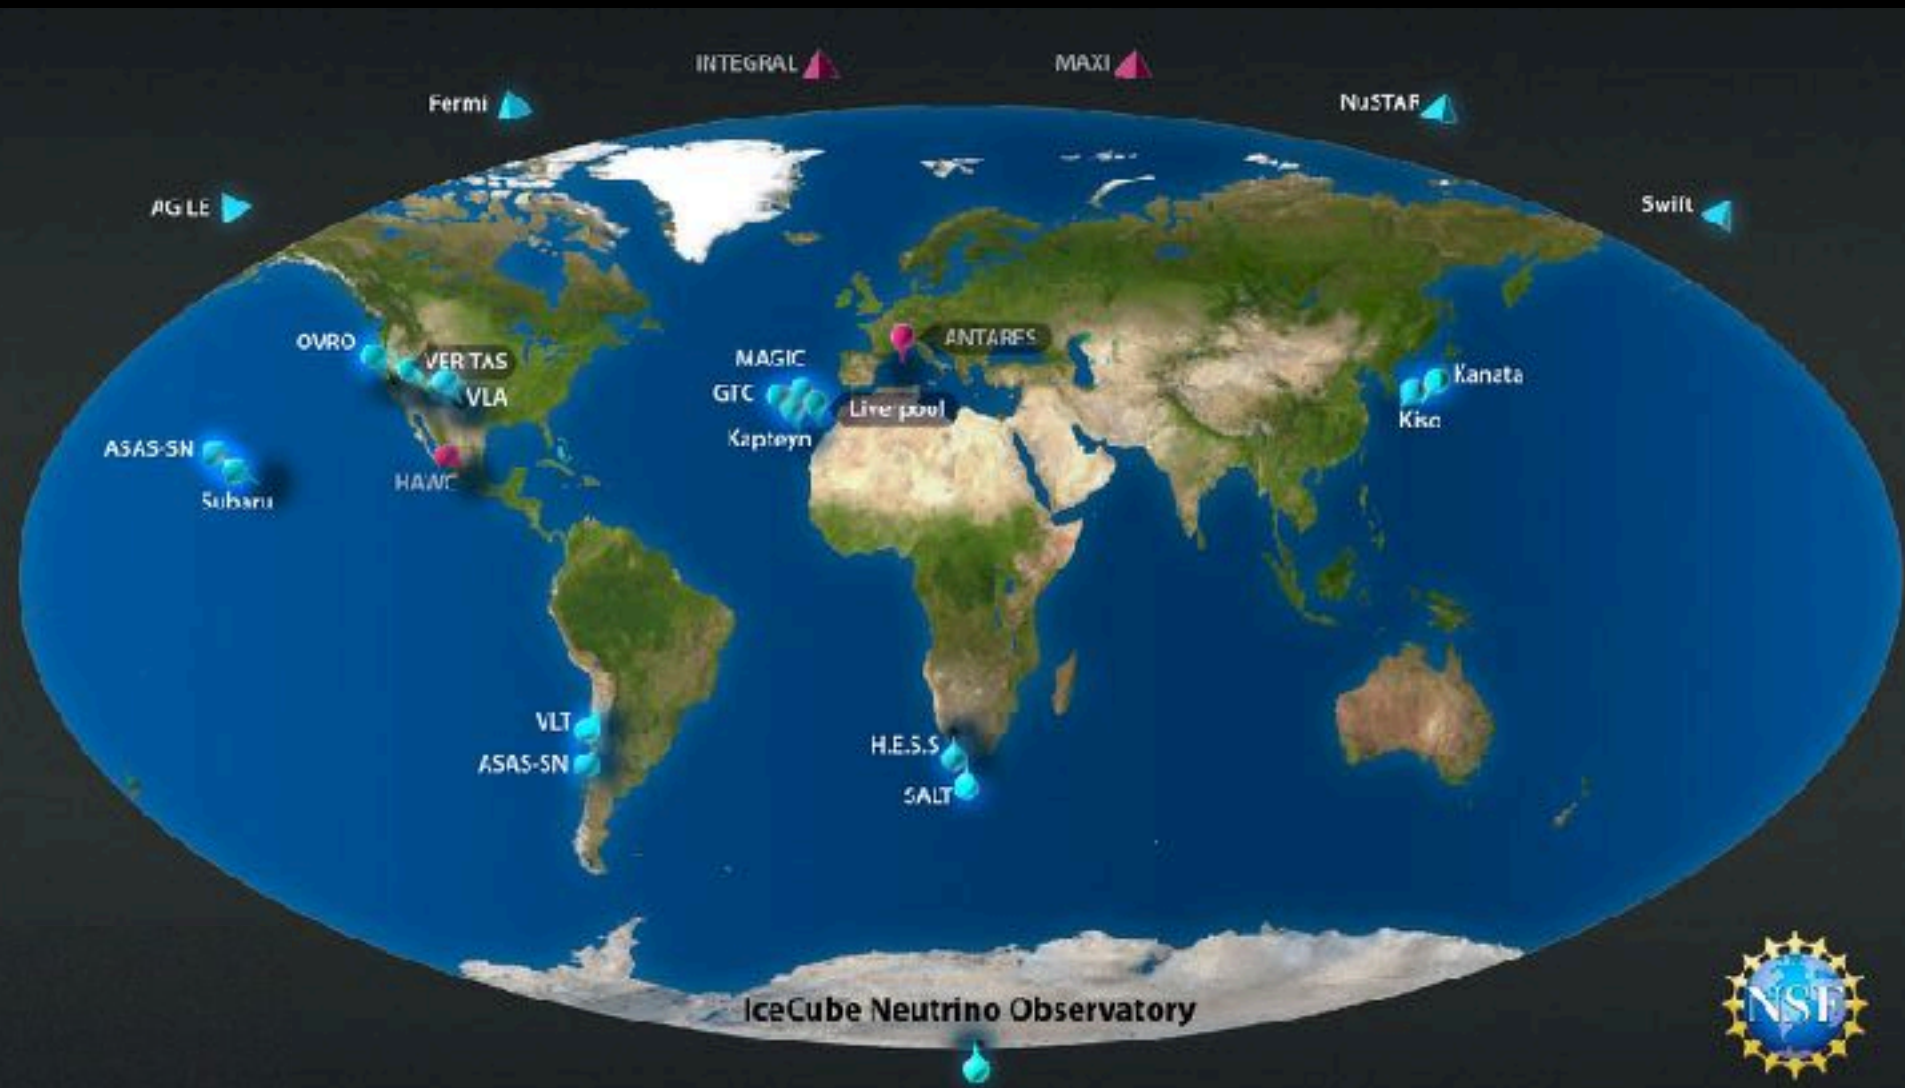 INTEGRAL
MAXI
Fermi
NuSTAR
AGILE
Swift
OVRO
VERITAS
VLA
ANTARES
MAGIC
GTC
Liverpool
Kapteyn
Kanata
Kiso
ASAS-SN
Subaru
HAWC
VLT
ASAS-SN
H.E.S.S
SALT
IceCube Neutrino Observatory
NSF